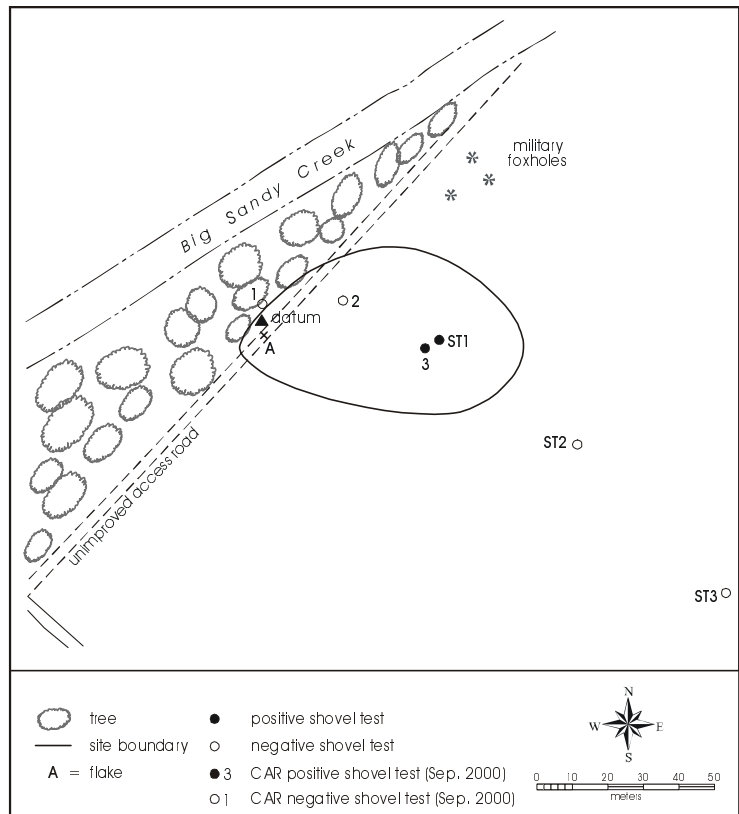 Big Sandy Creek
military
foxholes
1
2
datum
A
ST1
3
ST2
unimproved access road
ST3
tree
site boundary
A = flake
positive shovel test
negative shovel test
3 CAR positive shovel test (Sep. 2000)
1 CAR negative shovel test (Sep. 2000)
N
W E
S
0 10 20 30 40 50
meters